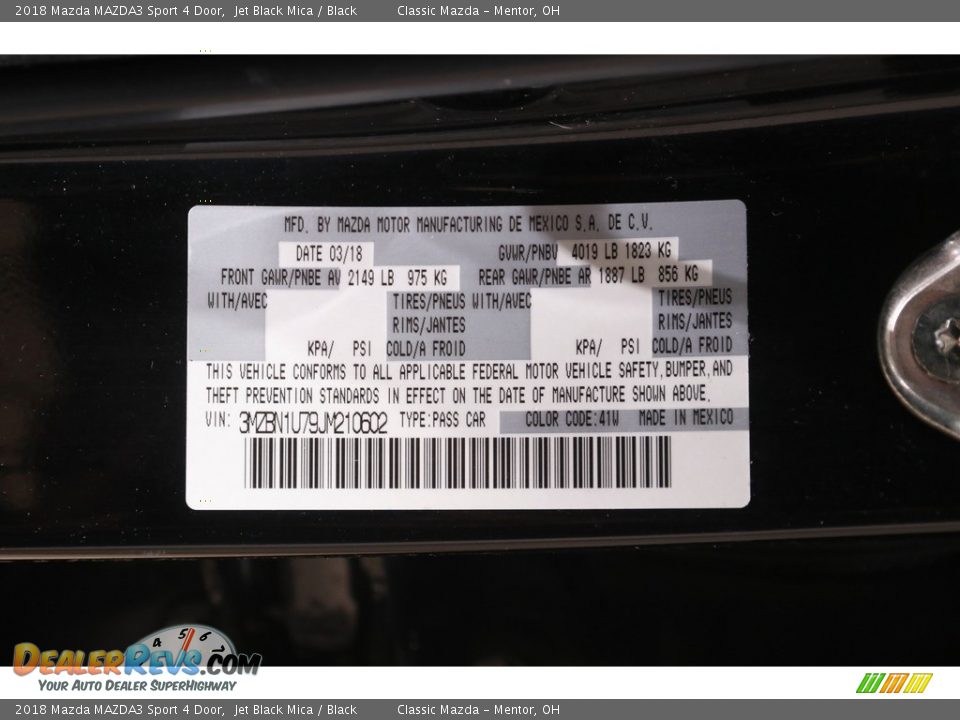 2018 Mazda MAZDA3 Sport 4 Door, Jet Black Mica / Black Classic Mazda - Mentor, OH
MFD. BY MAZDA MOTOR MANUFACTURING DE MEXICO S.A. DE C.V.
DATE 03/18 GVWR/PNBV 4019 LB 1823 KG
FRONT GAWR/PNBE AV 2149 LB 975 KG REAR GAWR/PNBE AR 1887 LB 856 KG
WITH/AVEC TIRES/PNEUS WITH/AVEC TIRES/PNEUS
RIMS/JANTES RIMS/JANTES
KPA/ PSI COLD/A FROID KPA/ PSI COLD/A FROID
THIS VEHICLE CONFORMS TO ALL APPLICABLE FEDERAL MOTOR VEHICLE SAFETY,BUMPER,AND
THEFT PREVENTION STANDARDS IN EFFECT ON THE DATE OF MANUFACTURE SHOWN ABOVE.
VIN: 3MZBN1U79JM210602 TYPE:PASS CAR COLOR CODE:41W MADE IN MEXICO
4 5 6 7
DEALERREVS.COM
YOUR AUTO DEALER SUPERHIGHWAY
2018 Mazda MAZDA3 Sport 4 Door, Jet Black Mica / Black Classic Mazda - Mentor, OH